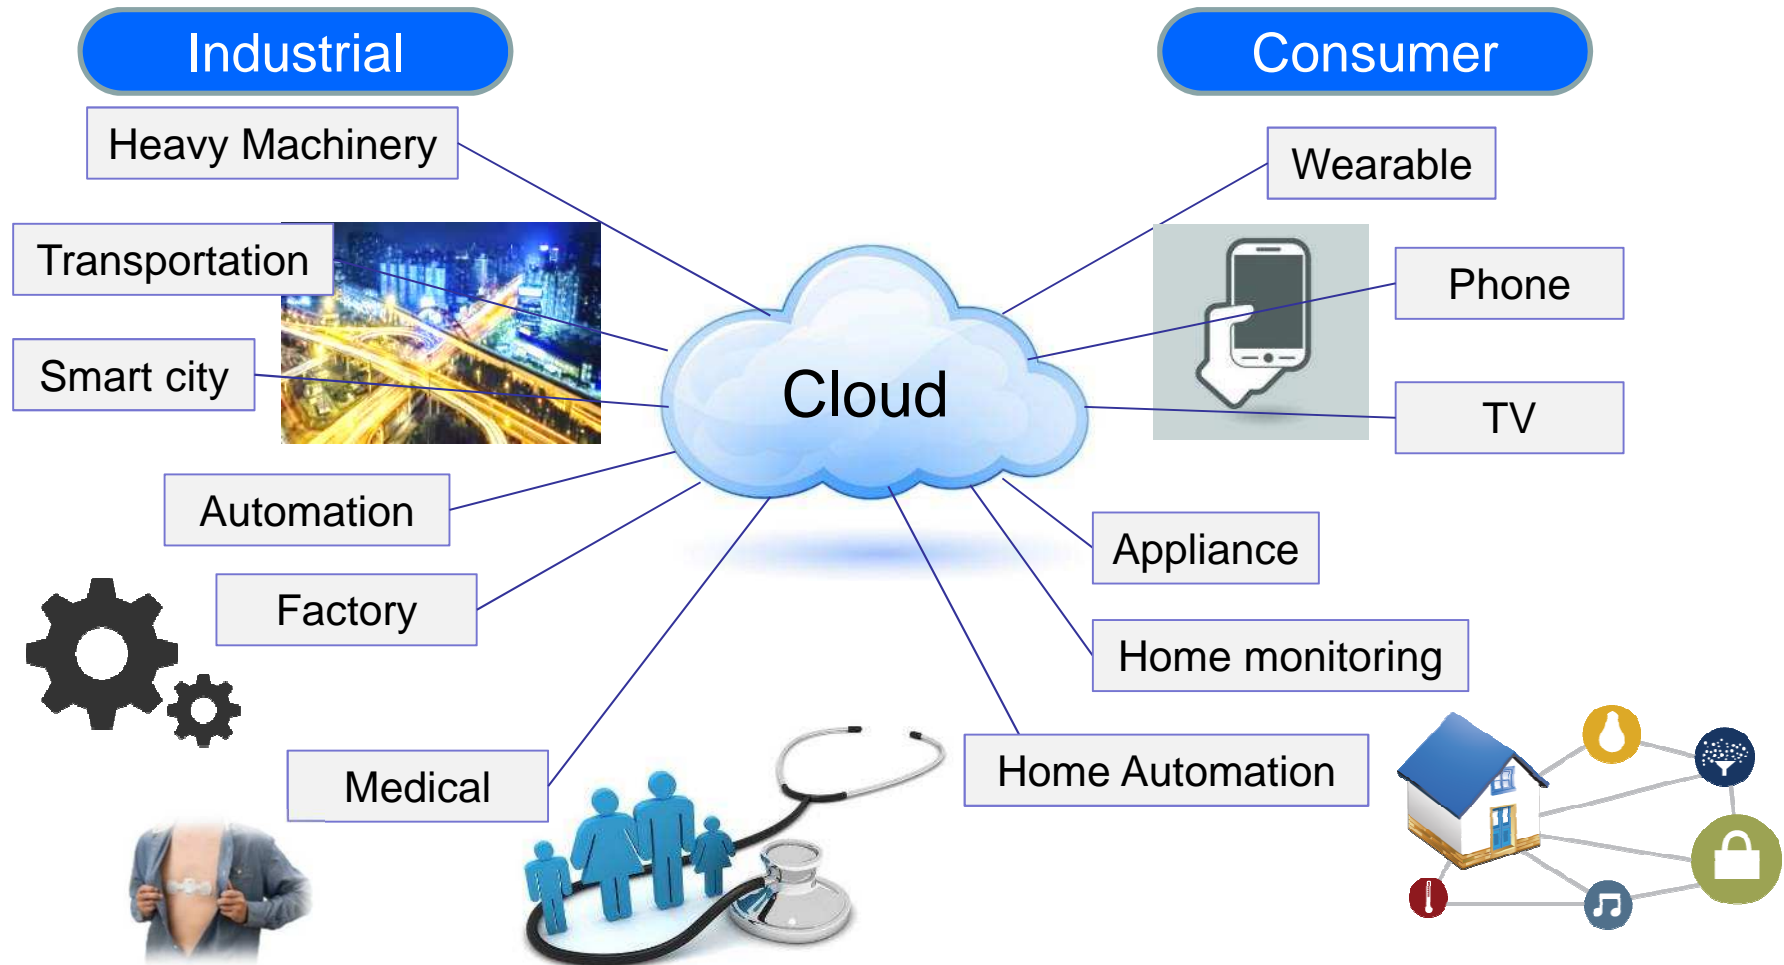 Industrial
Consumer
Heavy Machinery
Wearable
Transportation
Phone
Smart city
Cloud
TV
Automation
Appliance
Factory
Home monitoring
Medical
Home Automation